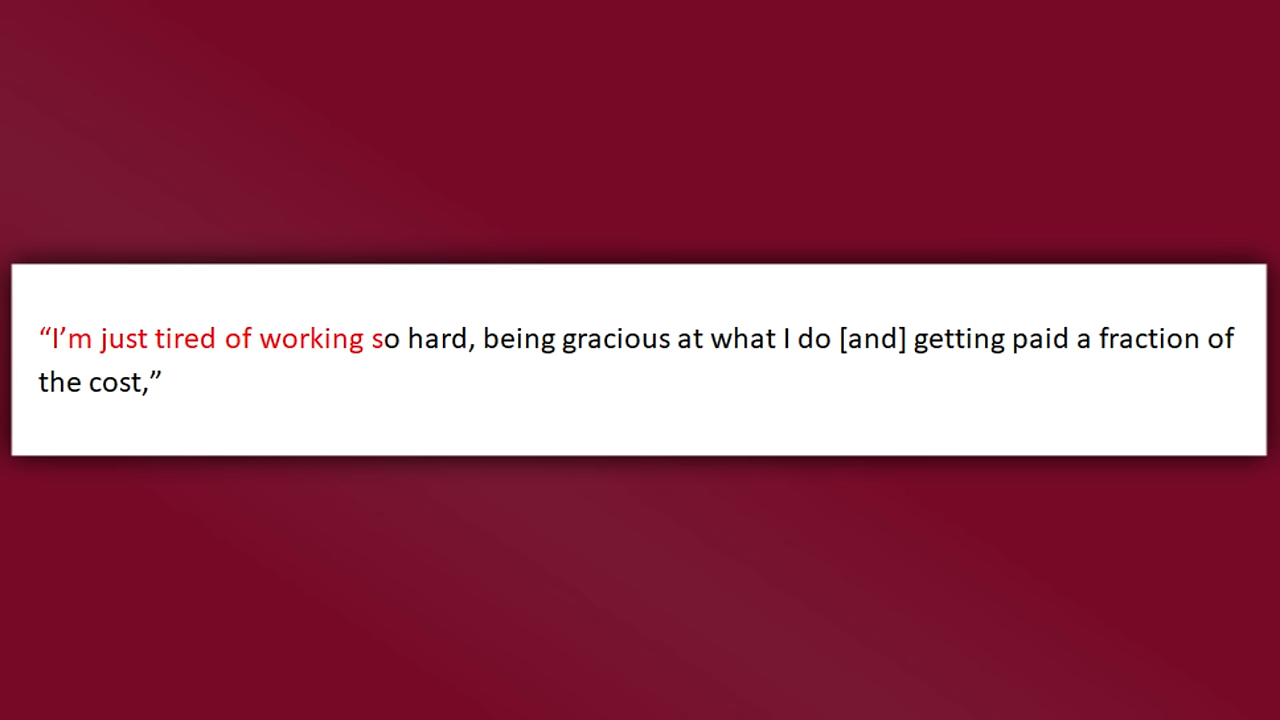 “I’m just tired of working so hard, being gracious at what I do [and] getting paid a fraction of
the cost,”